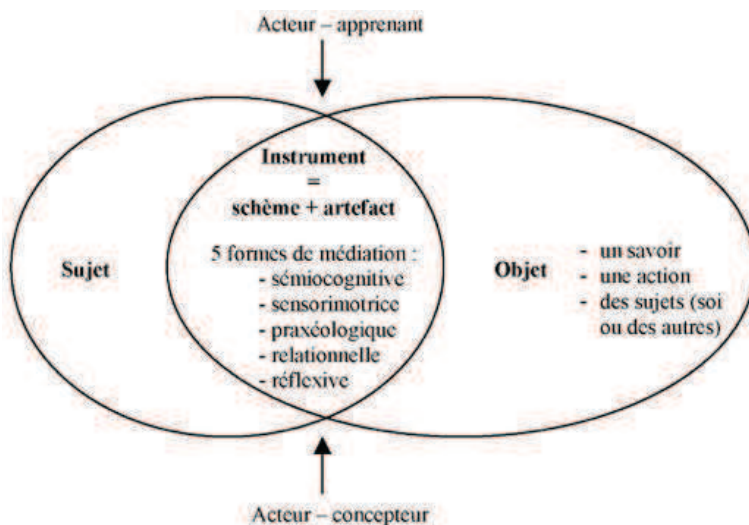 Acteur – apprenant
Instrument
=
schème + artefact
5 formes de médiation :
- sémiocognitive
- sensorimotrice
- praxéologique
- relationnelle
- réflexive
Sujet
Objet
- un savoir
- une action
- des sujets (soi
ou des autres)
Acteur – concepteur